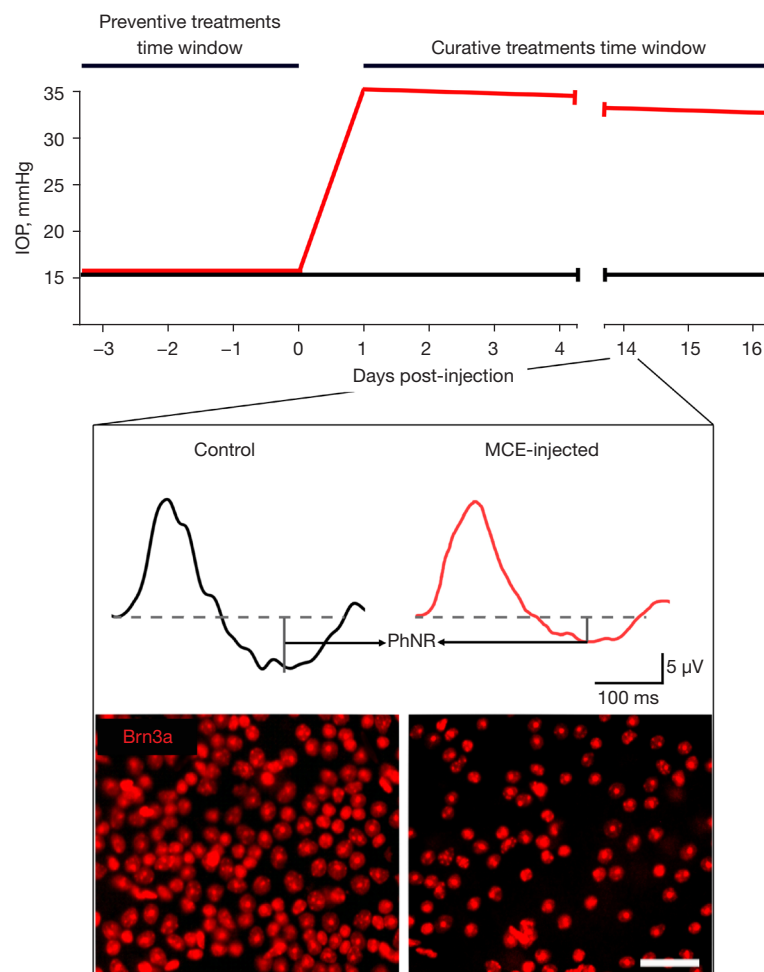 Preventive treatments
time window
Curative treatments time window
35
30
25
20
15
IOP, mmHg
−3
−2
−1
0
1
2
3
4
14
15
16
Days post-injection
Control
MCE-injected
PhNR
5 μV
100 ms
Brn3a